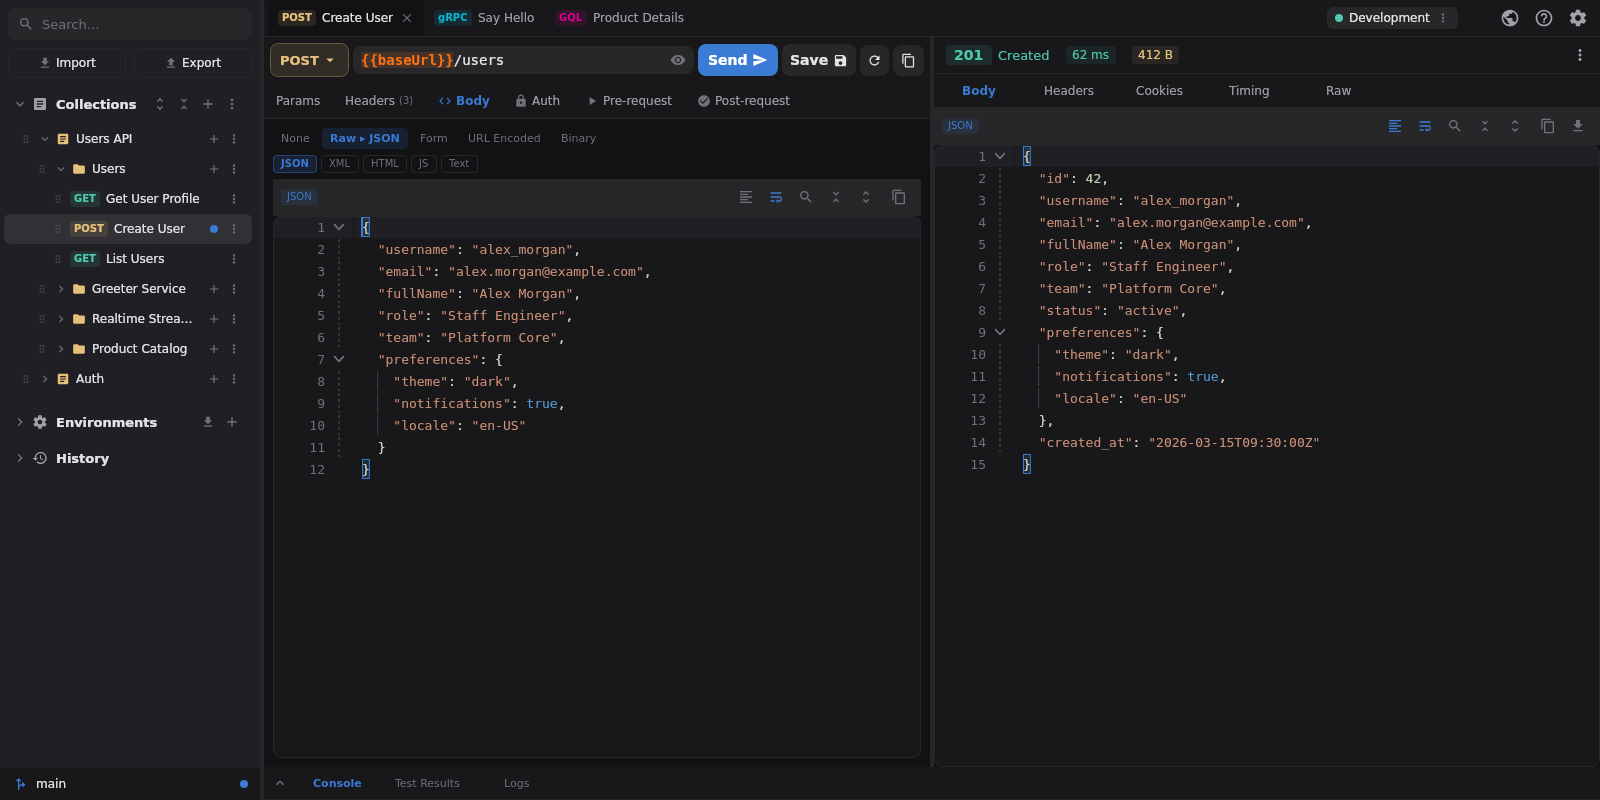 Search...
Import Export
Collections
Users API
Users
GET Get User Profile
POST Create User
GET List Users
Greeter Service
Realtime Strea...
Product Catalog
Auth
Environments
History
main
POST Create User gRPC Say Hello GQL Product Details
Development
POST {{baseUrl}}/users Send Save
Params Headers (3) Body Auth Pre-request Post-request
None Raw ▸ JSON Form URL Encoded Binary
JSON XML HTML JS Text
JSON
1 {
2 "username": "alex_morgan",
3 "email": "alex.morgan@example.com",
4 "fullName": "Alex Morgan",
5 "role": "Staff Engineer",
6 "team": "Platform Core",
7 "preferences": {
8 "theme": "dark",
9 "notifications": true,
10 "locale": "en-US"
11 }
12 }
201 Created 62 ms 412 B
Body Headers Cookies Timing Raw
JSON
1 {
2 "id": 42,
3 "username": "alex_morgan",
4 "email": "alex.morgan@example.com",
5 "fullName": "Alex Morgan",
6 "role": "Staff Engineer",
7 "team": "Platform Core",
8 "status": "active",
9 "preferences": {
10 "theme": "dark",
11 "notifications": true,
12 "locale": "en-US"
13 },
14 "created_at": "2026-03-15T09:30:00Z"
15 }
Console Test Results Logs